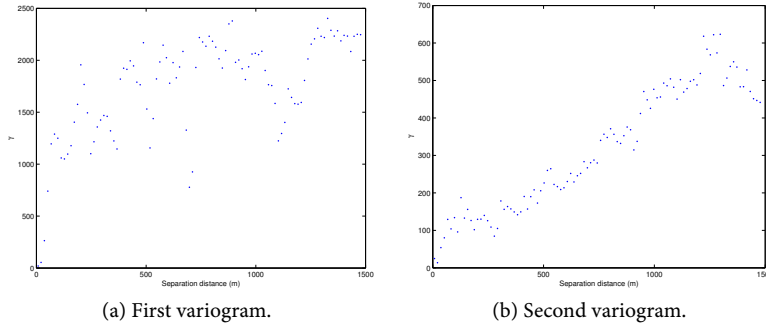 2500
2000
1500
1000
500
0
γ
0 500 1000 1500
Separation distance (m)
(a) First variogram.
700
600
500
400
300
200
100
0
γ
0 500 1000 1500
Separation distance (m)
(b) Second variogram.